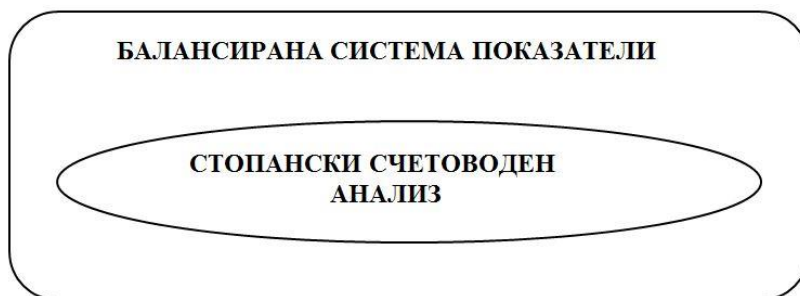 БАЛАНСИРАНА СИСТЕМА ПОКАЗАТЕЛИ
СТОПАНСКИ СЧЕТОВОДЕН
АНАЛИЗ